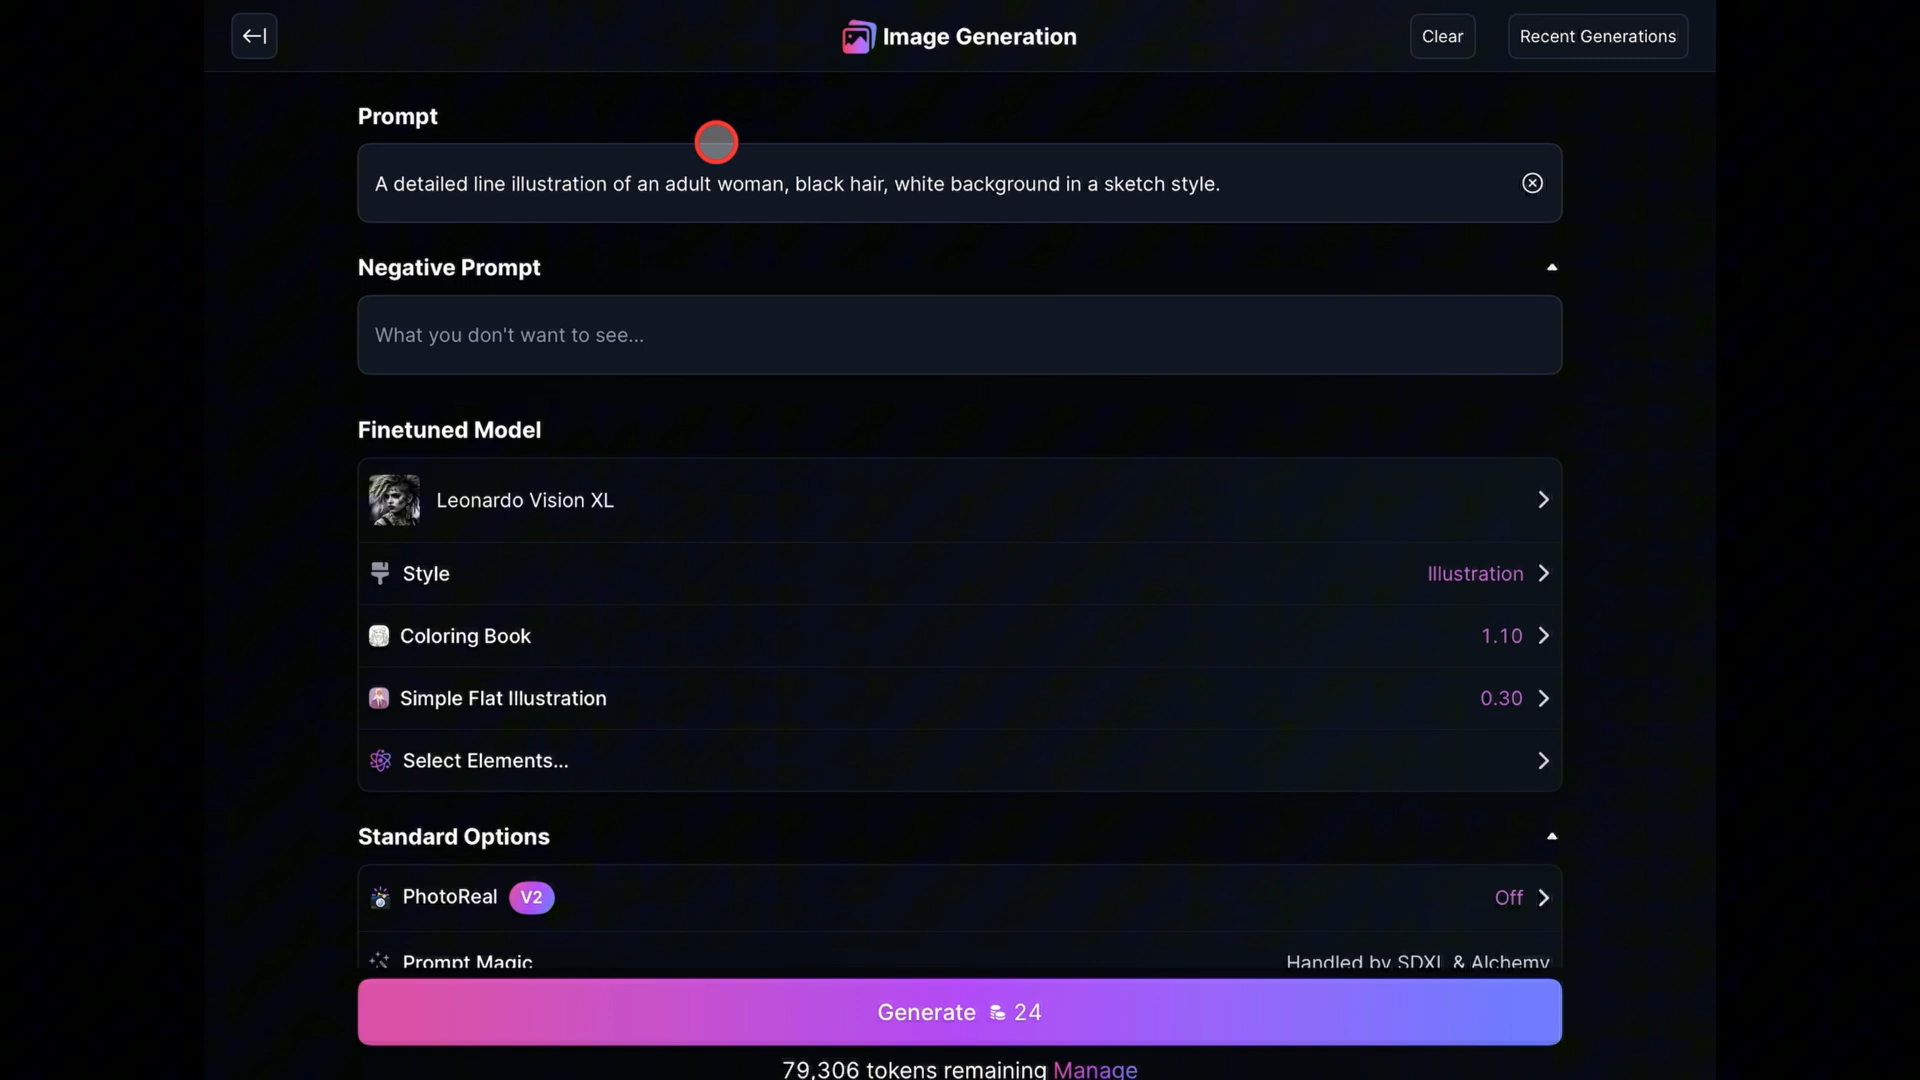 Image Generation
Clear
Recent Generations
Prompt
A detailed line illustration of an adult woman, black hair, white background in a sketch style.
Negative Prompt
What you don't want to see...
Finetuned Model
Leonardo Vision XL
Style
Illustration
Coloring Book
1.10
Simple Flat Illustration
0.30
Select Elements...
Standard Options
PhotoReal V2
Off
Prompt Magic
Handled by SDXL & Alchemy
Generate 24
79,306 tokens remaining Manage